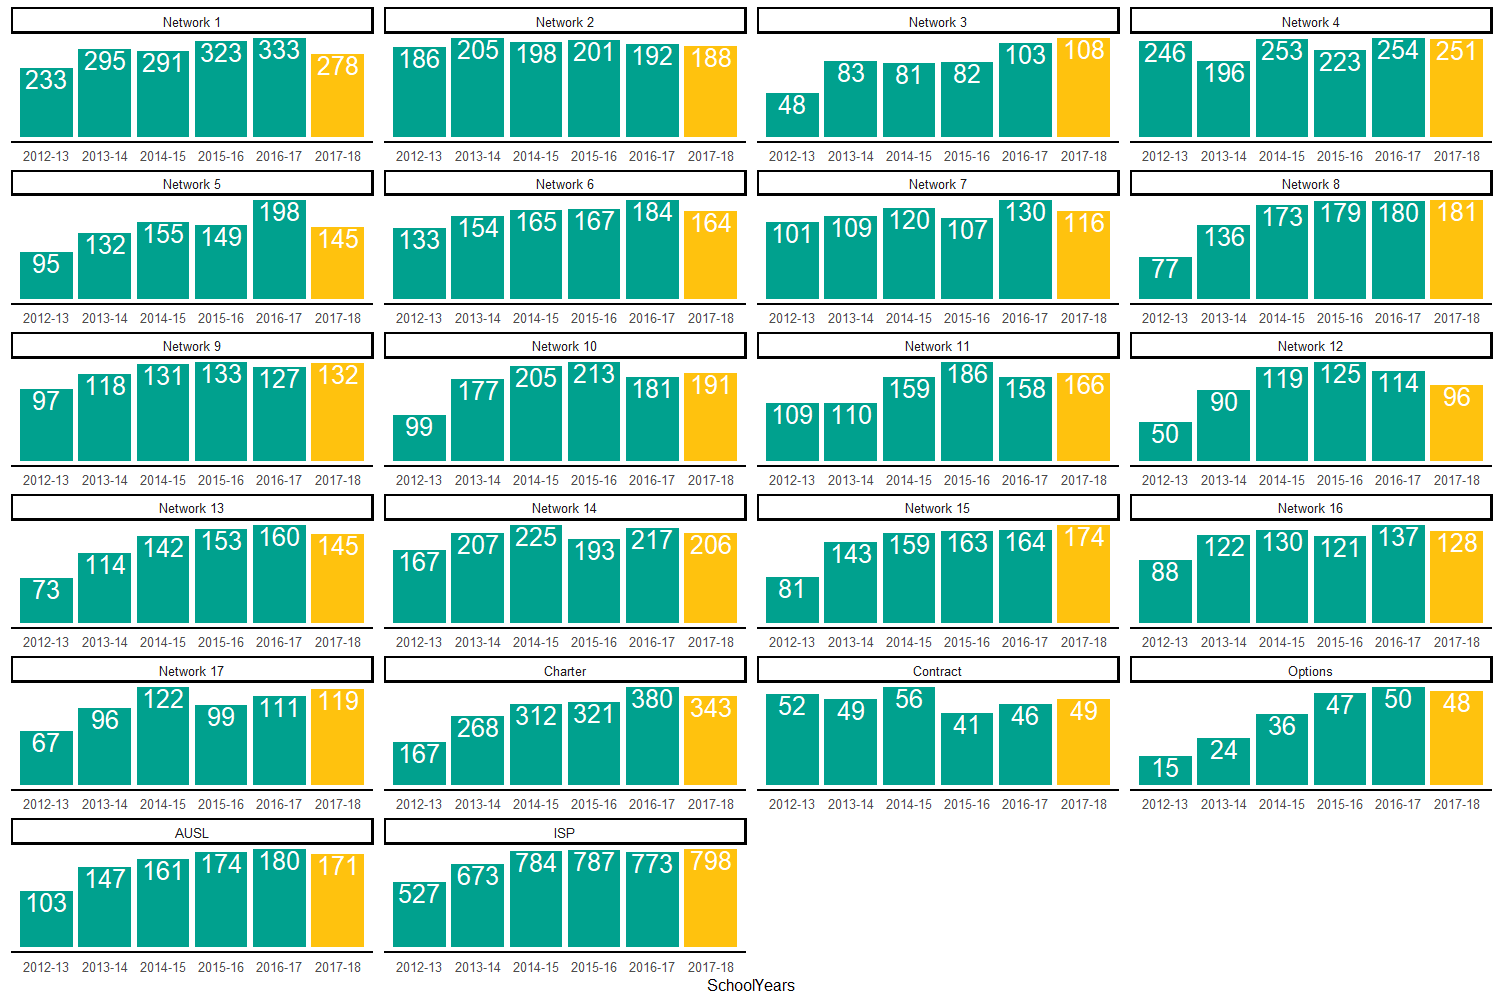 Network 1 Network 2 Network 3 Network 4
233 295 291 323 333 278 186 205 198 201 192 188 48 83 81 82 103 108 246 196 253 223 254 251
2012-13 2013-14 2014-15 2015-16 2016-17 2017-18 2012-13 2013-14 2014-15 2015-16 2016-17 2017-18 2012-13 2013-14 2014-15 2015-16 2016-17 2017-18 2012-13 2013-14 2014-15 2015-16 2016-17 2017-18
Network 5 Network 6 Network 7 Network 8
95 132 155 149 198 145 133 154 165 167 184 164 101 109 120 107 130 116 77 136 173 179 180 181
2012-13 2013-14 2014-15 2015-16 2016-17 2017-18 2012-13 2013-14 2014-15 2015-16 2016-17 2017-18 2012-13 2013-14 2014-15 2015-16 2016-17 2017-18 2012-13 2013-14 2014-15 2015-16 2016-17 2017-18
Network 9 Network 10 Network 11 Network 12
97 118 131 133 127 132 99 177 205 213 181 191 109 110 159 186 158 166 50 90 119 125 114 96
2012-13 2013-14 2014-15 2015-16 2016-17 2017-18 2012-13 2013-14 2014-15 2015-16 2016-17 2017-18 2012-13 2013-14 2014-15 2015-16 2016-17 2017-18 2012-13 2013-14 2014-15 2015-16 2016-17 2017-18
Network 13 Network 14 Network 15 Network 16
73 114 142 153 160 145 167 207 225 193 217 206 81 143 159 163 164 174 88 122 130 121 137 128
2012-13 2013-14 2014-15 2015-16 2016-17 2017-18 2012-13 2013-14 2014-15 2015-16 2016-17 2017-18 2012-13 2013-14 2014-15 2015-16 2016-17 2017-18 2012-13 2013-14 2014-15 2015-16 2016-17 2017-18
Network 17 Charter Contract Options
67 96 122 99 111 119 167 268 312 321 380 343 52 49 56 41 46 49 15 24 36 47 50 48
2012-13 2013-14 2014-15 2015-16 2016-17 2017-18 2012-13 2013-14 2014-15 2015-16 2016-17 2017-18 2012-13 2013-14 2014-15 2015-16 2016-17 2017-18 2012-13 2013-14 2014-15 2015-16 2016-17 2017-18
AUSL ISP
103 147 161 174 180 171 527 673 784 787 773 798
2012-13 2013-14 2014-15 2015-16 2016-17 2017-18 2012-13 2013-14 2014-15 2015-16 2016-17 2017-18
SchoolYears